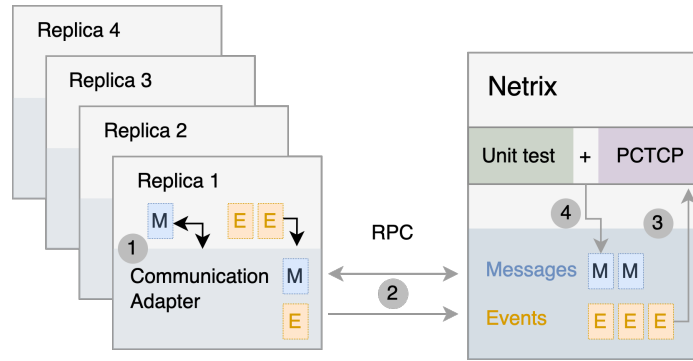 Replica 4
Replica 3
Replica 2
Replica 1
M E E
1
Communication
Adapter
M
E
RPC
2
Netrix
Unit test + PCTCP
4
3
Messages M M
Events E E E